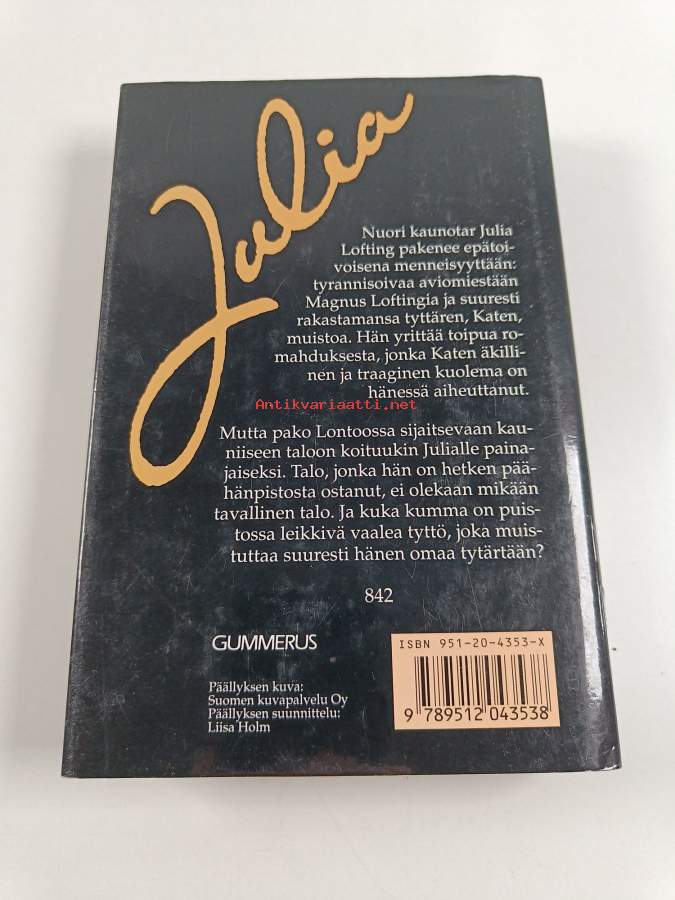 Julia
Nuori kaunotar Julia
Lofting pakenee epätoi-
voisena menneisyyttään:
tyrannisoivaa aviomiestään
Magnus Loftingia ja suuresti
rakastamansa tyttären, Katen,
muistoa. Hän yrittää toipua ro-
mahduksesta, jonka Katen äkilli-
nen ja traaginen kuolema on
hänessä aiheuttanut.
Antikvariaatti.net
Mutta pako Lontoossa sijaitsevaan kau-
niiseen taloon koituukin Julialle paina-
jaiseksi. Talo, jonka hän on hetken pää-
hänpistosta ostanut, ei olekaan mikään
tavallinen talo. Ja kuka kumma on puis-
tossa leikkivä vaalea tyttö, joka muis-
tuttaa suuresti hänen omaa tytärtään?
842
GUMMERUS
Päällyksen kuva:
Suomen kuvapalvelu Oy
Päällyksen suunnittelu:
Liisa Holm
ISBN 951-20-4353-X
9 789512 043538